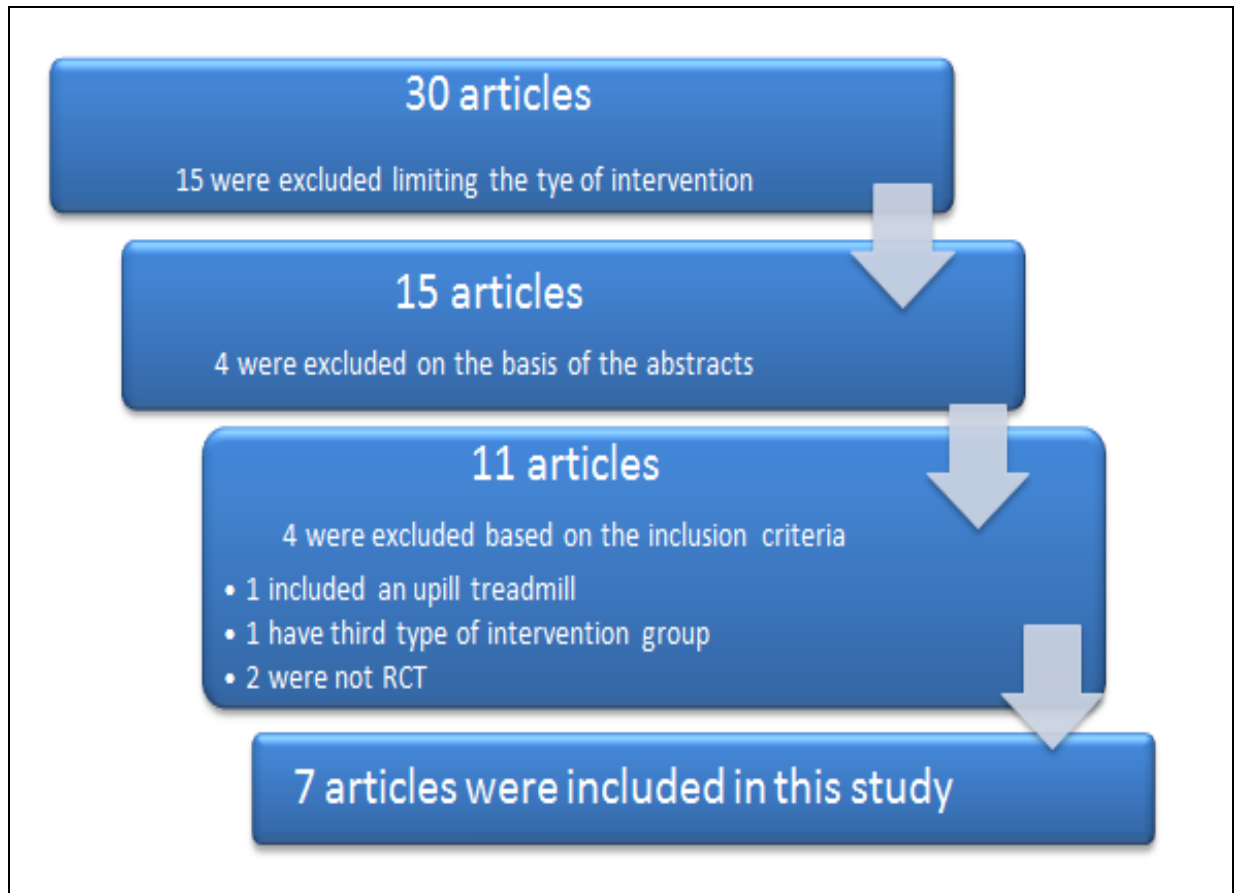 30 articles
15 were excluded limiting the tye of intervention
15 articles
4 were excluded on the basis of the abstracts
11 articles
4 were excluded based on the inclusion criteria
• 1 included an upill treadmill
• 1 have third type of intervention group
• 2 were not RCT
7 articles were included in this study